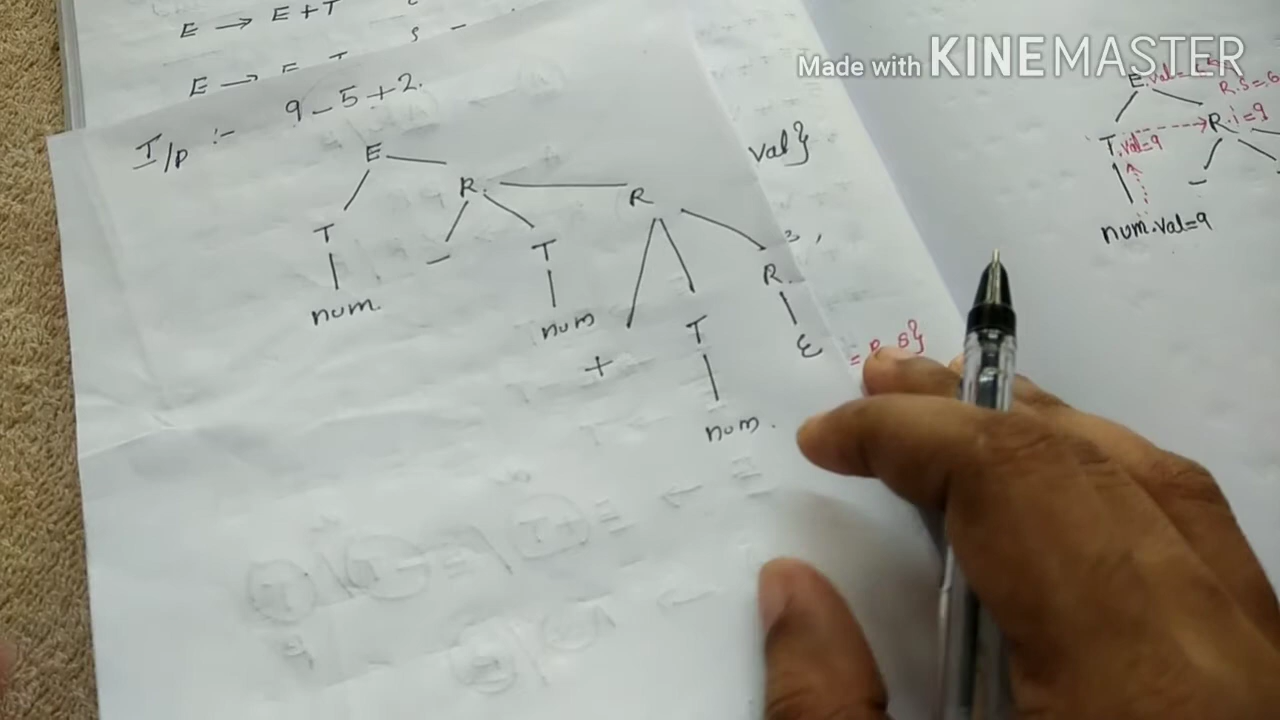 E → E+T
E →
I/p :- 9-5+2.
E
T R R
- T R
num
num + T ε
num.
val}
= R.s}
Made with KINEMASTER
E.val=
R.s=6
T.val=9 R.i=9
-
num.val=9